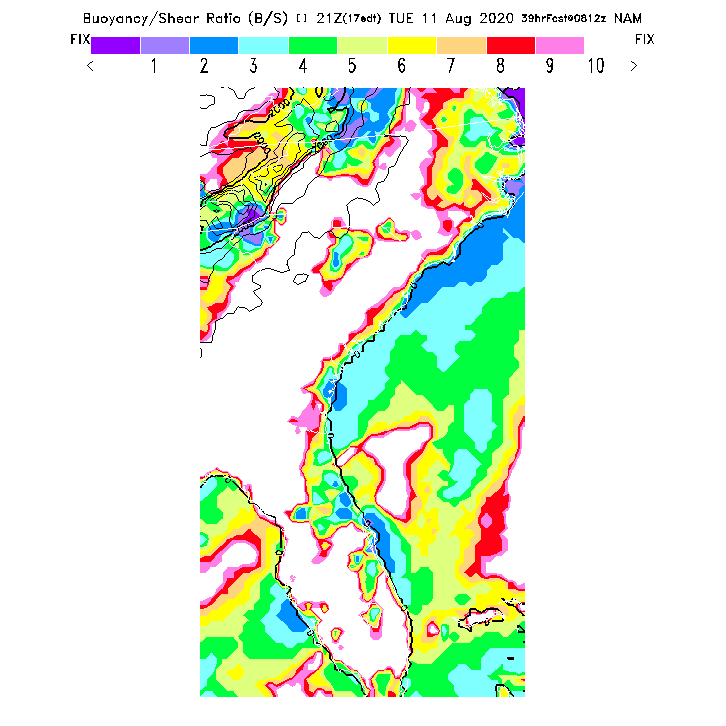 Buoyancy/Shear Ratio (B/S) [] 21Z(17edt) TUE 11 Aug 2020 39hrFcst@0812z NAM
FIX FIX
< 1 2 3 4 5 6 7 8 9 10 >
2000